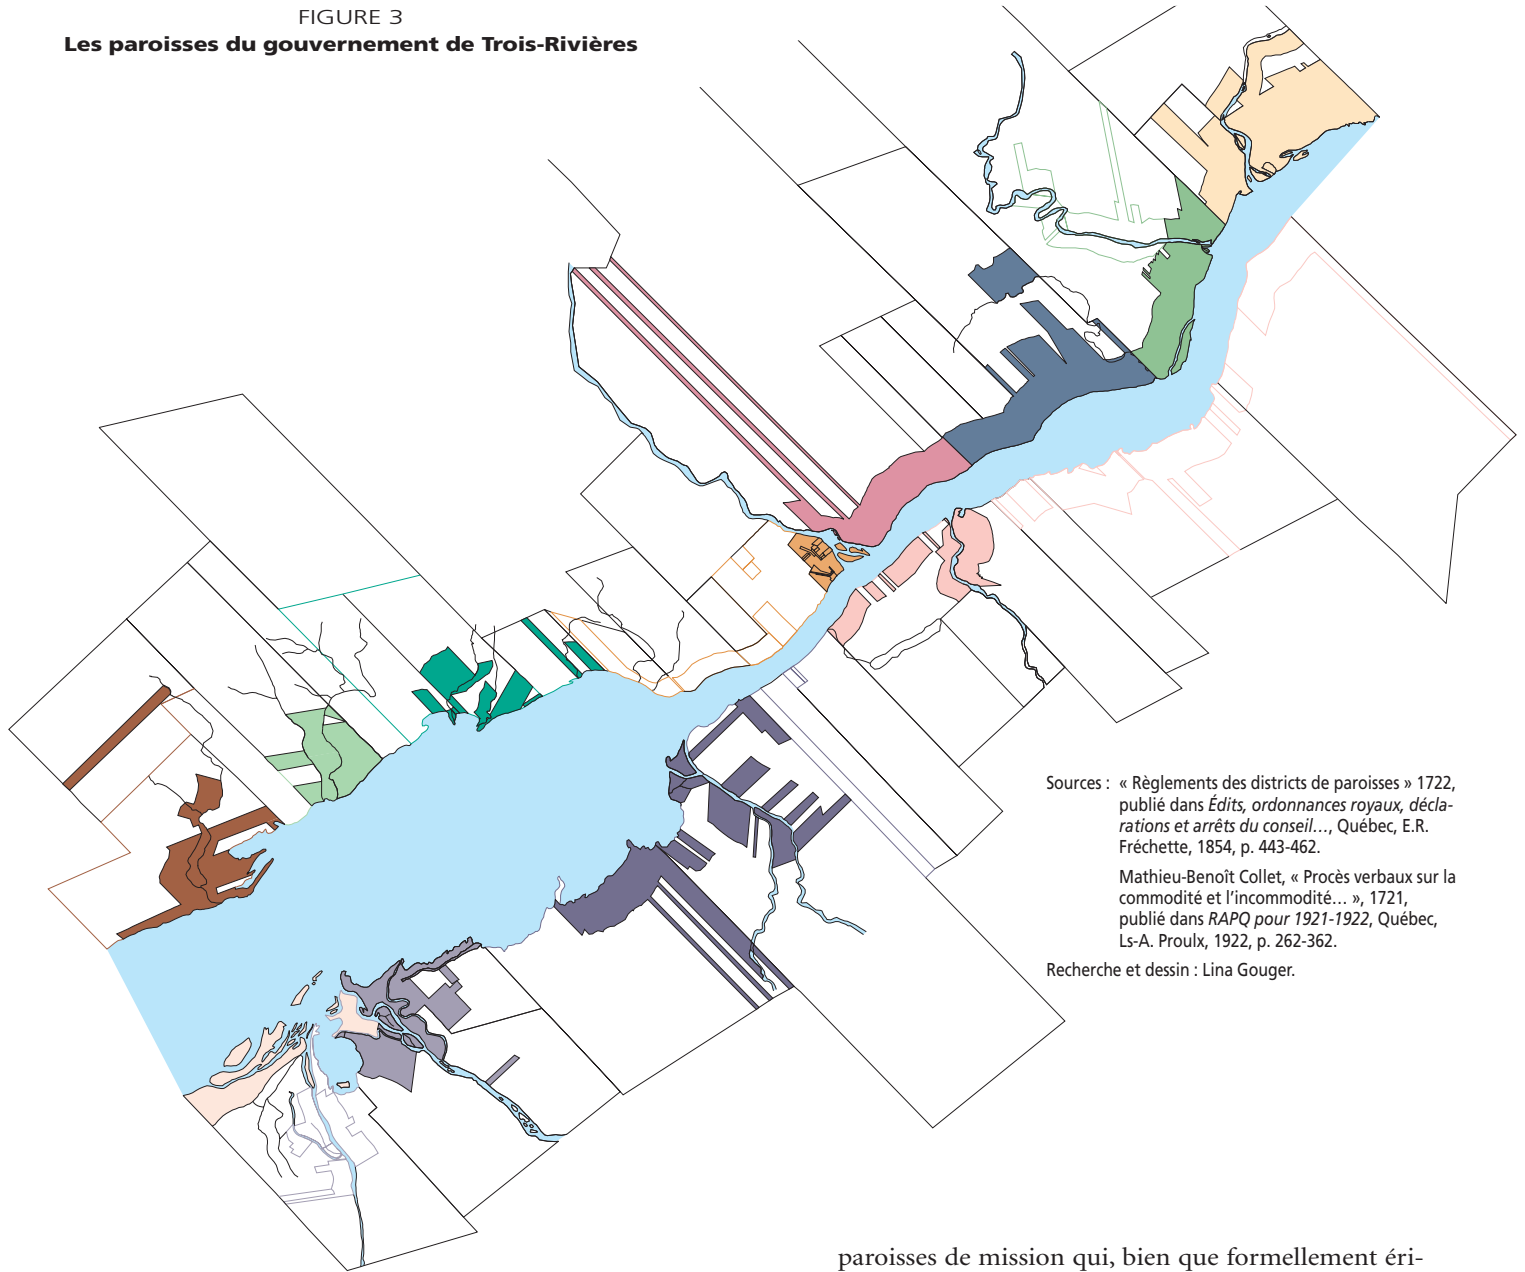 FIGURE 3
Les paroisses du gouvernement de Trois-Rivières
Sources : « Règlements des districts de paroisses » 1722,
publié dans Édits, ordonnances royaux, décla-
rations et arrêts du conseil…, Québec, E.R.
Fréchette, 1854, p. 443-462.
Mathieu-Benoît Collet, « Procès verbaux sur la
commodité et l'incommodité… », 1721,
publié dans RAPQ pour 1921-1922, Québec,
Ls-A. Proulx, 1922, p. 262-362.
Recherche et dessin : Lina Gouger.
paroisses de mission qui, bien que formellement éri-